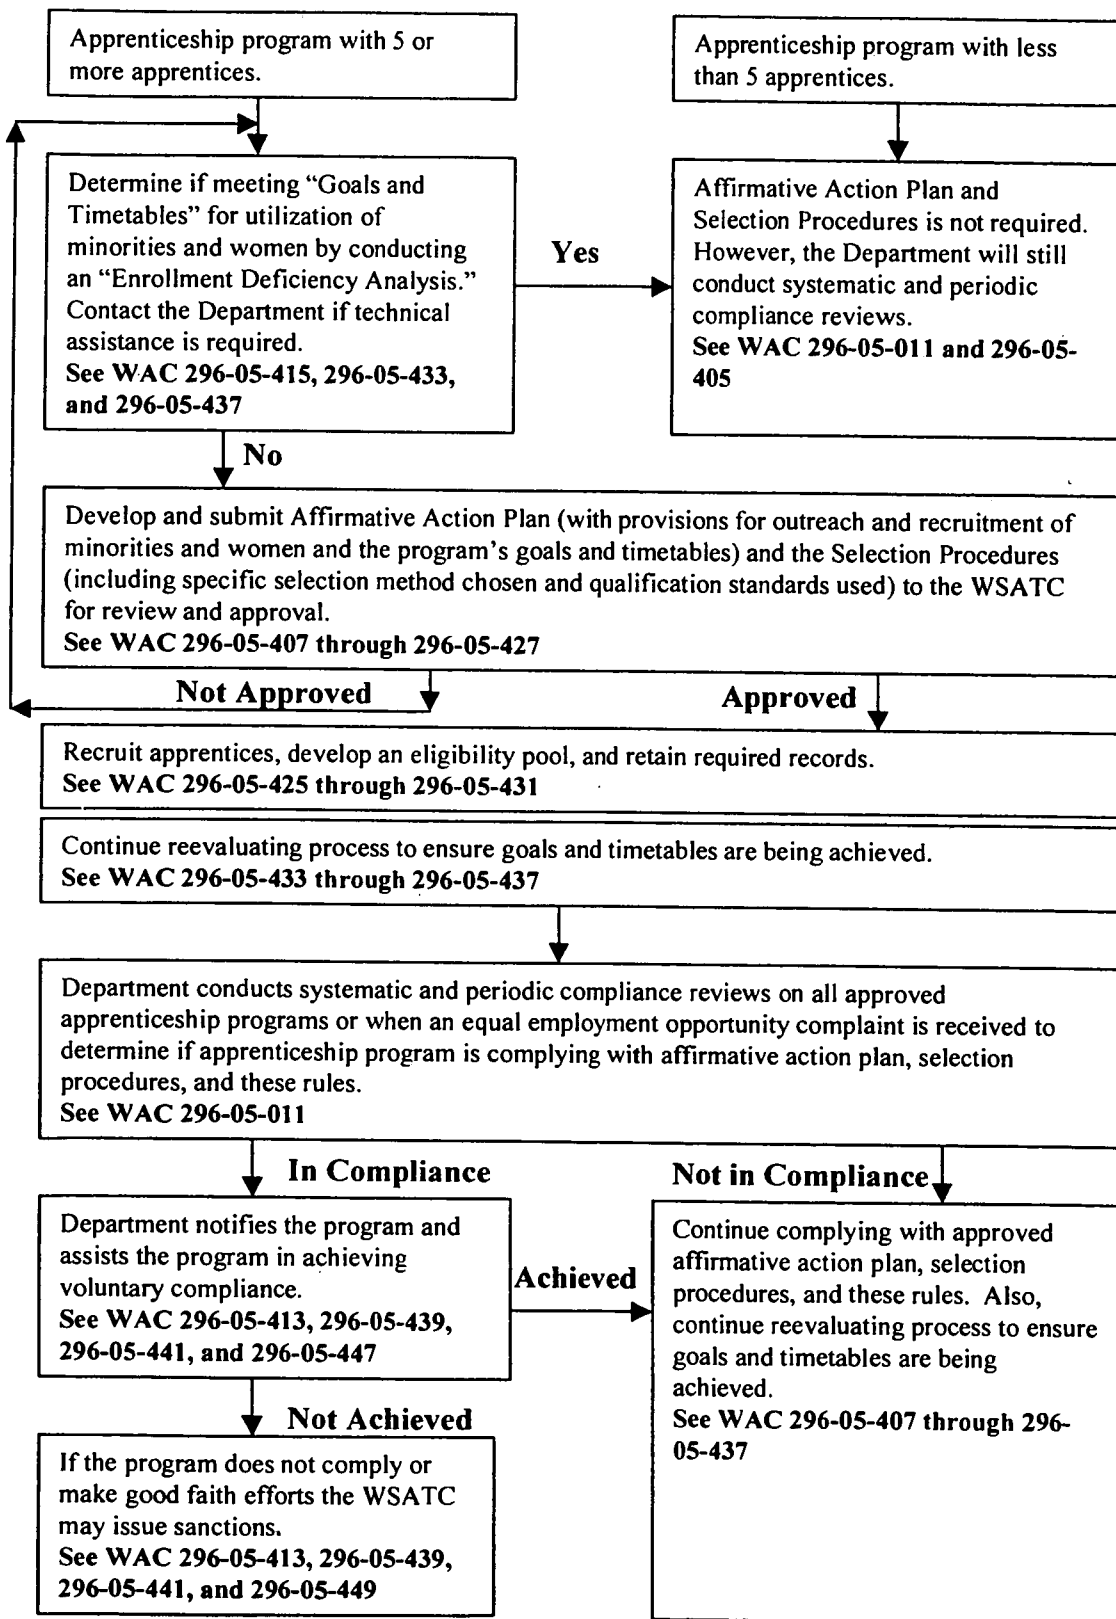 Apprenticeship program with 5 or
more apprentices.
Apprenticeship program with less
than 5 apprentices.
Determine if meeting “Goals and
Timetables” for utilization of
minorities and women by conducting
an “Enrollment Deficiency Analysis.”
Contact the Department if technical
assistance is required.
See WAC 296-05-415, 296-05-433,
and 296-05-437
Yes
Affirmative Action Plan and
Selection Procedures is not required.
However, the Department will still
conduct systematic and periodic
compliance reviews.
See WAC 296-05-011 and 296-05-
405
No
Develop and submit Affirmative Action Plan (with provisions for outreach and recruitment of
minorities and women and the program’s goals and timetables) and the Selection Procedures
(including specific selection method chosen and qualification standards used) to the WSATC
for review and approval.
See WAC 296-05-407 through 296-05-427
Not Approved
Approved
Recruit apprentices, develop an eligibility pool, and retain required records.
See WAC 296-05-425 through 296-05-431
Continue reevaluating process to ensure goals and timetables are being achieved.
See WAC 296-05-433 through 296-05-437
Department conducts systematic and periodic compliance reviews on all approved
apprenticeship programs or when an equal employment opportunity complaint is received to
determine if apprenticeship program is complying with affirmative action plan, selection
procedures, and these rules.
See WAC 296-05-011
In Compliance
Not in Compliance
Department notifies the program and
assists the program in achieving
voluntary compliance.
See WAC 296-05-413, 296-05-439,
296-05-441, and 296-05-447
Achieved
Continue complying with approved
affirmative action plan, selection
procedures, and these rules. Also,
continue reevaluating process to ensure
goals and timetables are being
achieved.
See WAC 296-05-407 through 296-
05-437
Not Achieved
If the program does not comply or
make good faith efforts the WSATC
may issue sanctions.
See WAC 296-05-413, 296-05-439,
296-05-441, and 296-05-449